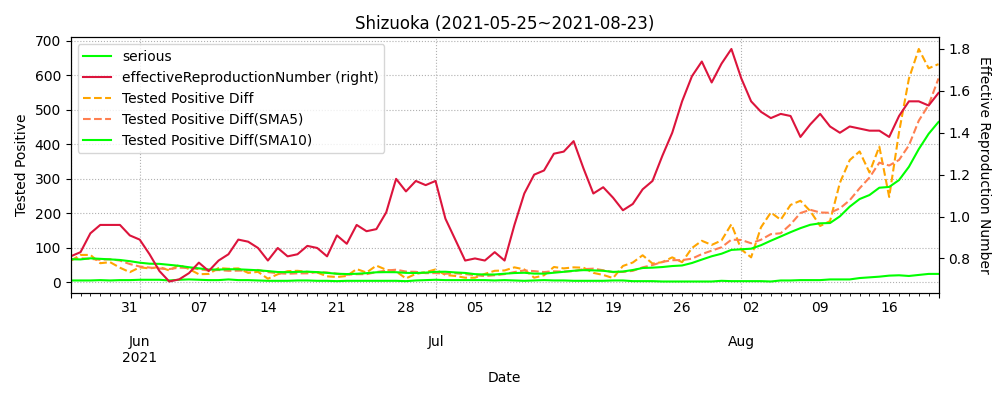 Shizuoka (2021-05-25~2021-08-23)
700
600
500
400
300
200
100
0
Tested Positive
serious
effectiveReproductionNumber (right)
Tested Positive Diff
Tested Positive Diff(SMA5)
Tested Positive Diff(SMA10)
1.8
1.6
1.4
1.2
1.0
0.8
Effective Reproduction Number
31 07 14 21 28 05 12 19 26 02 09 16
Jun Jul Aug
2021
Date